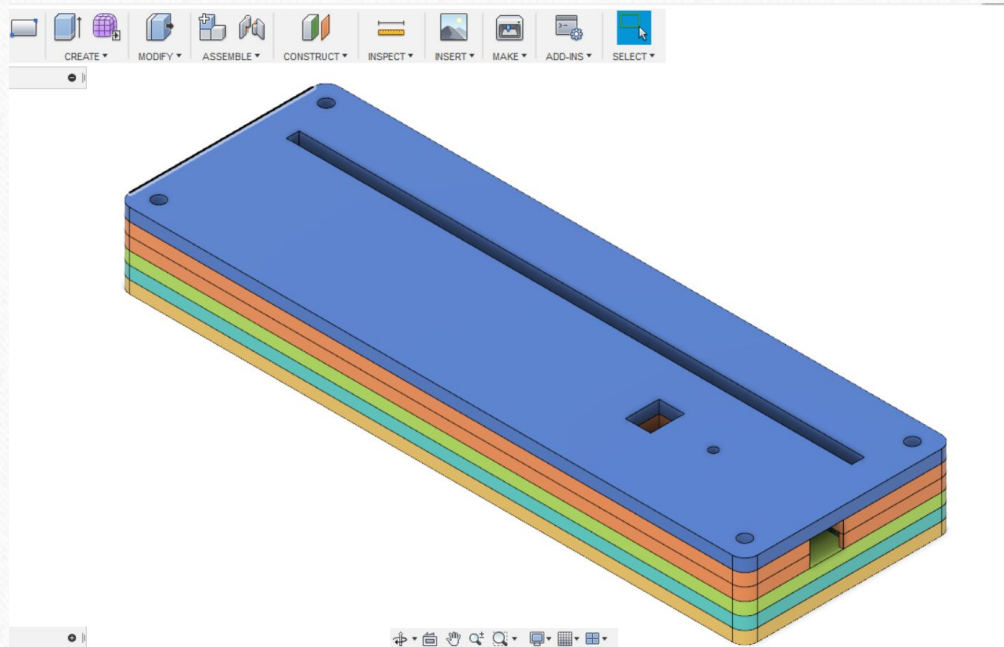 CREATE ▾ MODIFY ▾ ASSEMBLE ▾ CONSTRUCT ▾ INSPECT ▾ INSERT ▾ MAKE ▾ ADD-INS ▾ SELECT ▾